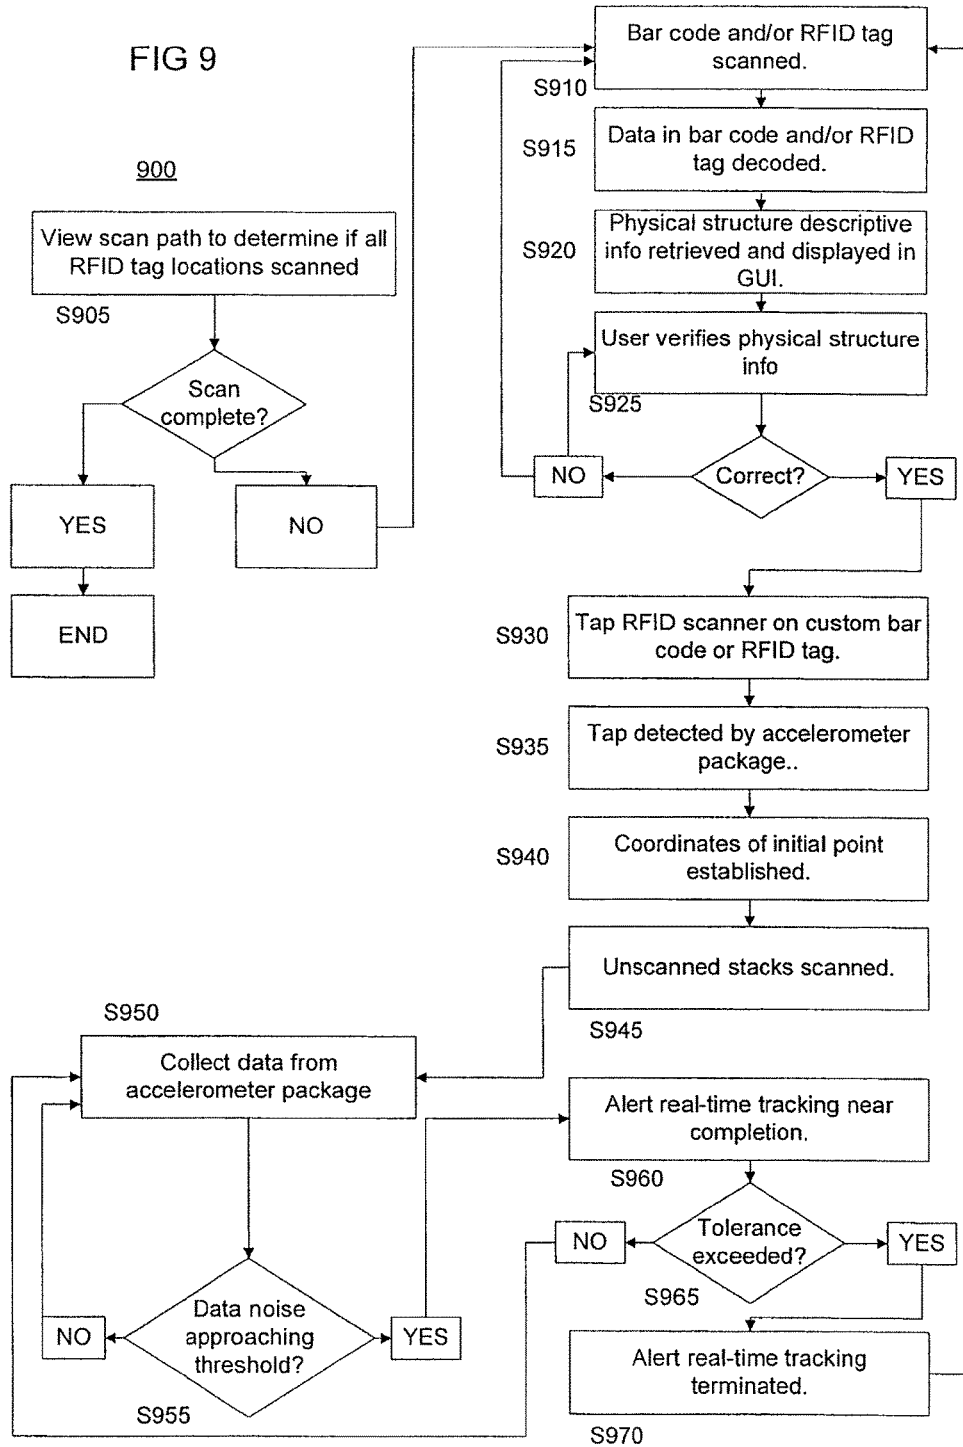 FIG 9
900
View scan path to determine if all
RFID tag locations scanned
S905
Scan
complete?
YES
NO
END
Bar code and/or RFID tag
scanned.
S910
S915
Data in bar code and/or RFID
tag decoded.
S920
Physical structure descriptive
info retrieved and displayed in
GUI.
User verifies physical structure
info
S925
NO
Correct?
YES
S930
Tap RFID scanner on custom bar
code or RFID tag.
S935
Tap detected by accelerometer
package..
S940
Coordinates of initial point
established.
Unscanned stacks scanned.
S945
S950
Collect data from
accelerometer package
NO
Data noise
approaching
threshold?
YES
S955
Alert real-time tracking near
completion.
S960
NO
Tolerance
exceeded?
YES
S965
Alert real-time tracking
terminated.
S970